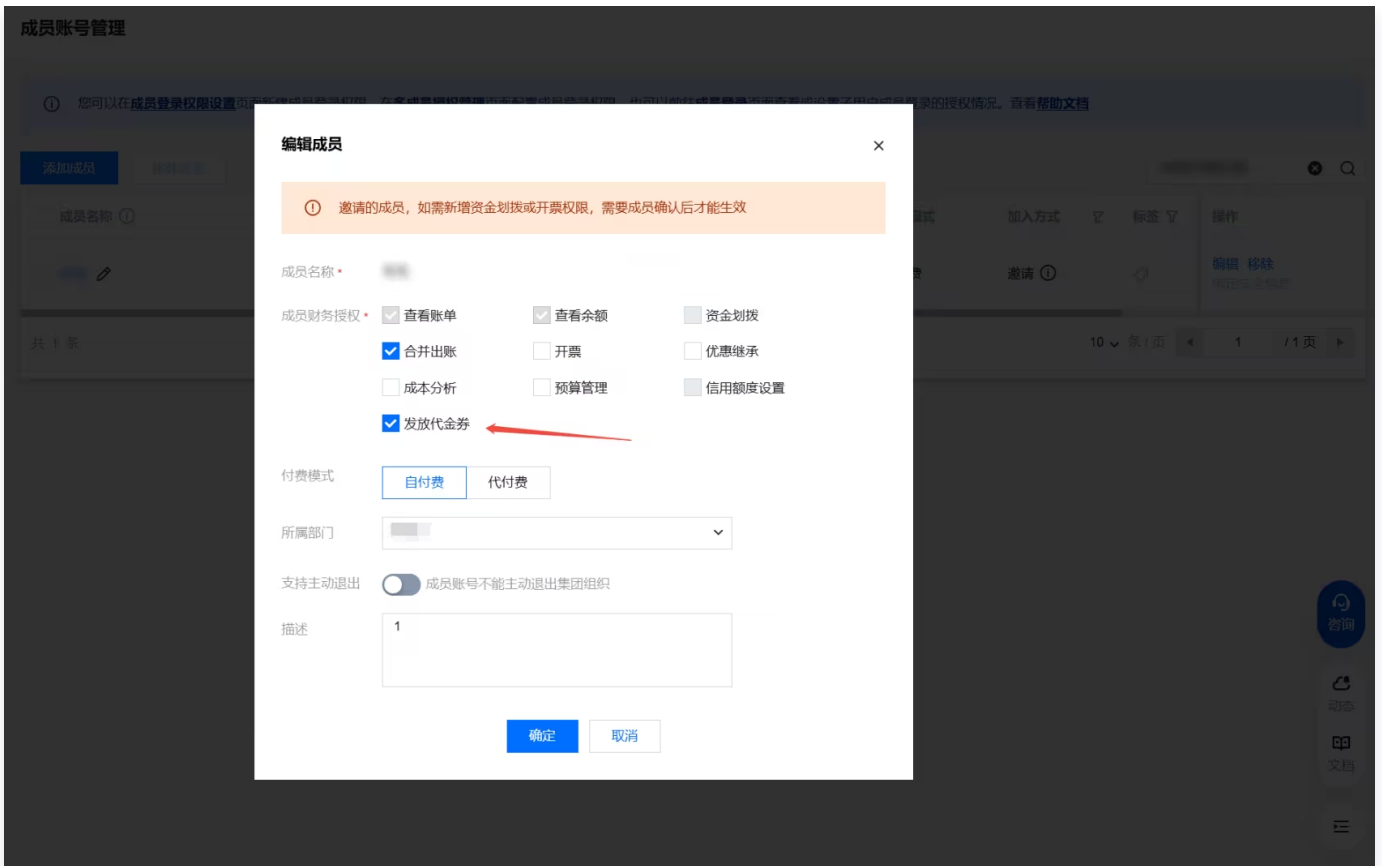 成员账号管理
您可以在成员登录权限设置页面
录的授权情况。查看帮助文档
添加成员
成员名称
加入方式 标签 操作
邀请 编辑 移除
共 1 条
10 条 / 页 1 / 1 页
编辑成员
邀请的成员，如需新增资金划拨或开票权限，需要成员确认后才能生效
成员名称 *
成员财务授权 * 查看账单 查看余额 资金划拨
合并出账 开票 优惠继承
成本分析 预算管理 信用额度设置
发放代金券
付费模式 自付费 代付费
所属部门
支持主动退出 成员账号不能主动退出集团组织
描述 1
确定 取消
咨询
动态
文档